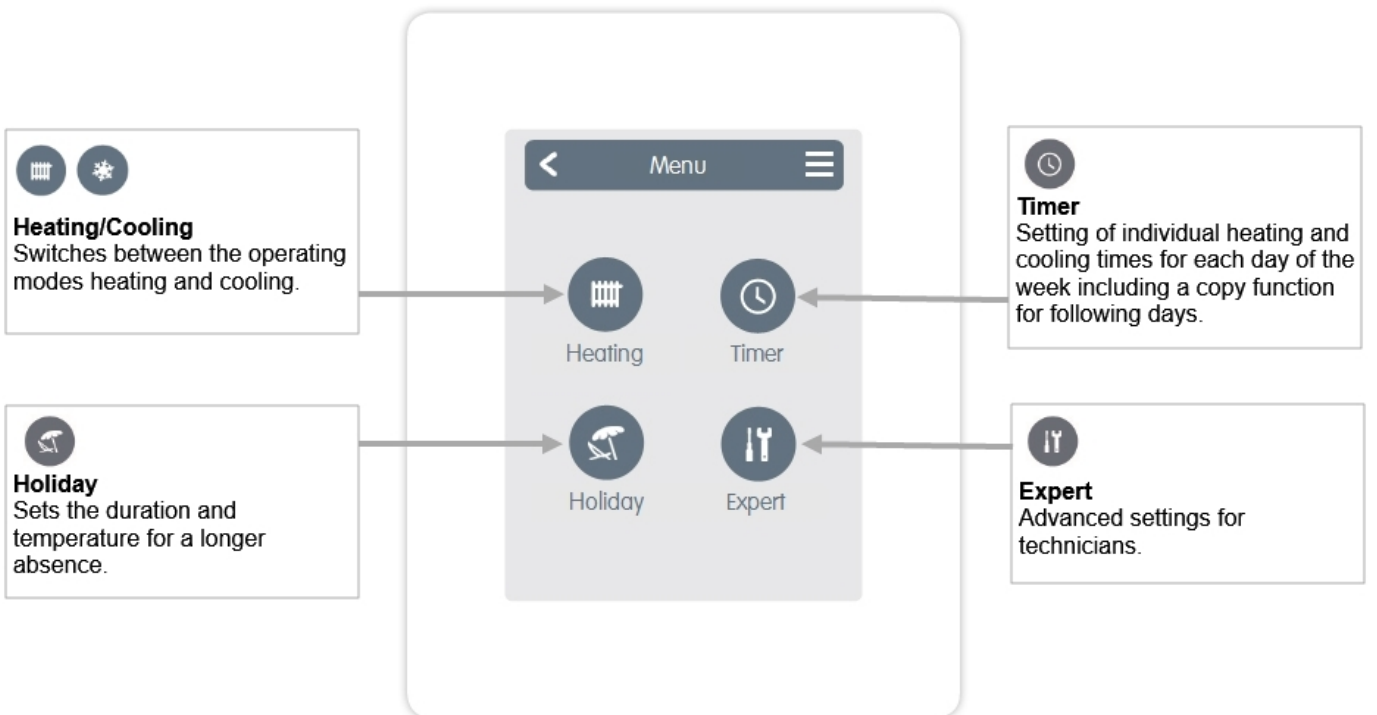 Heating/Cooling
Switches between the operating
modes heating and cooling.
Holiday
Sets the duration and
temperature for a longer
absence.
Menu
Heating
Timer
Holiday
Expert
Timer
Setting of individual heating and
cooling times for each day of the
week including a copy function
for following days.
Expert
Advanced settings for
technicians.